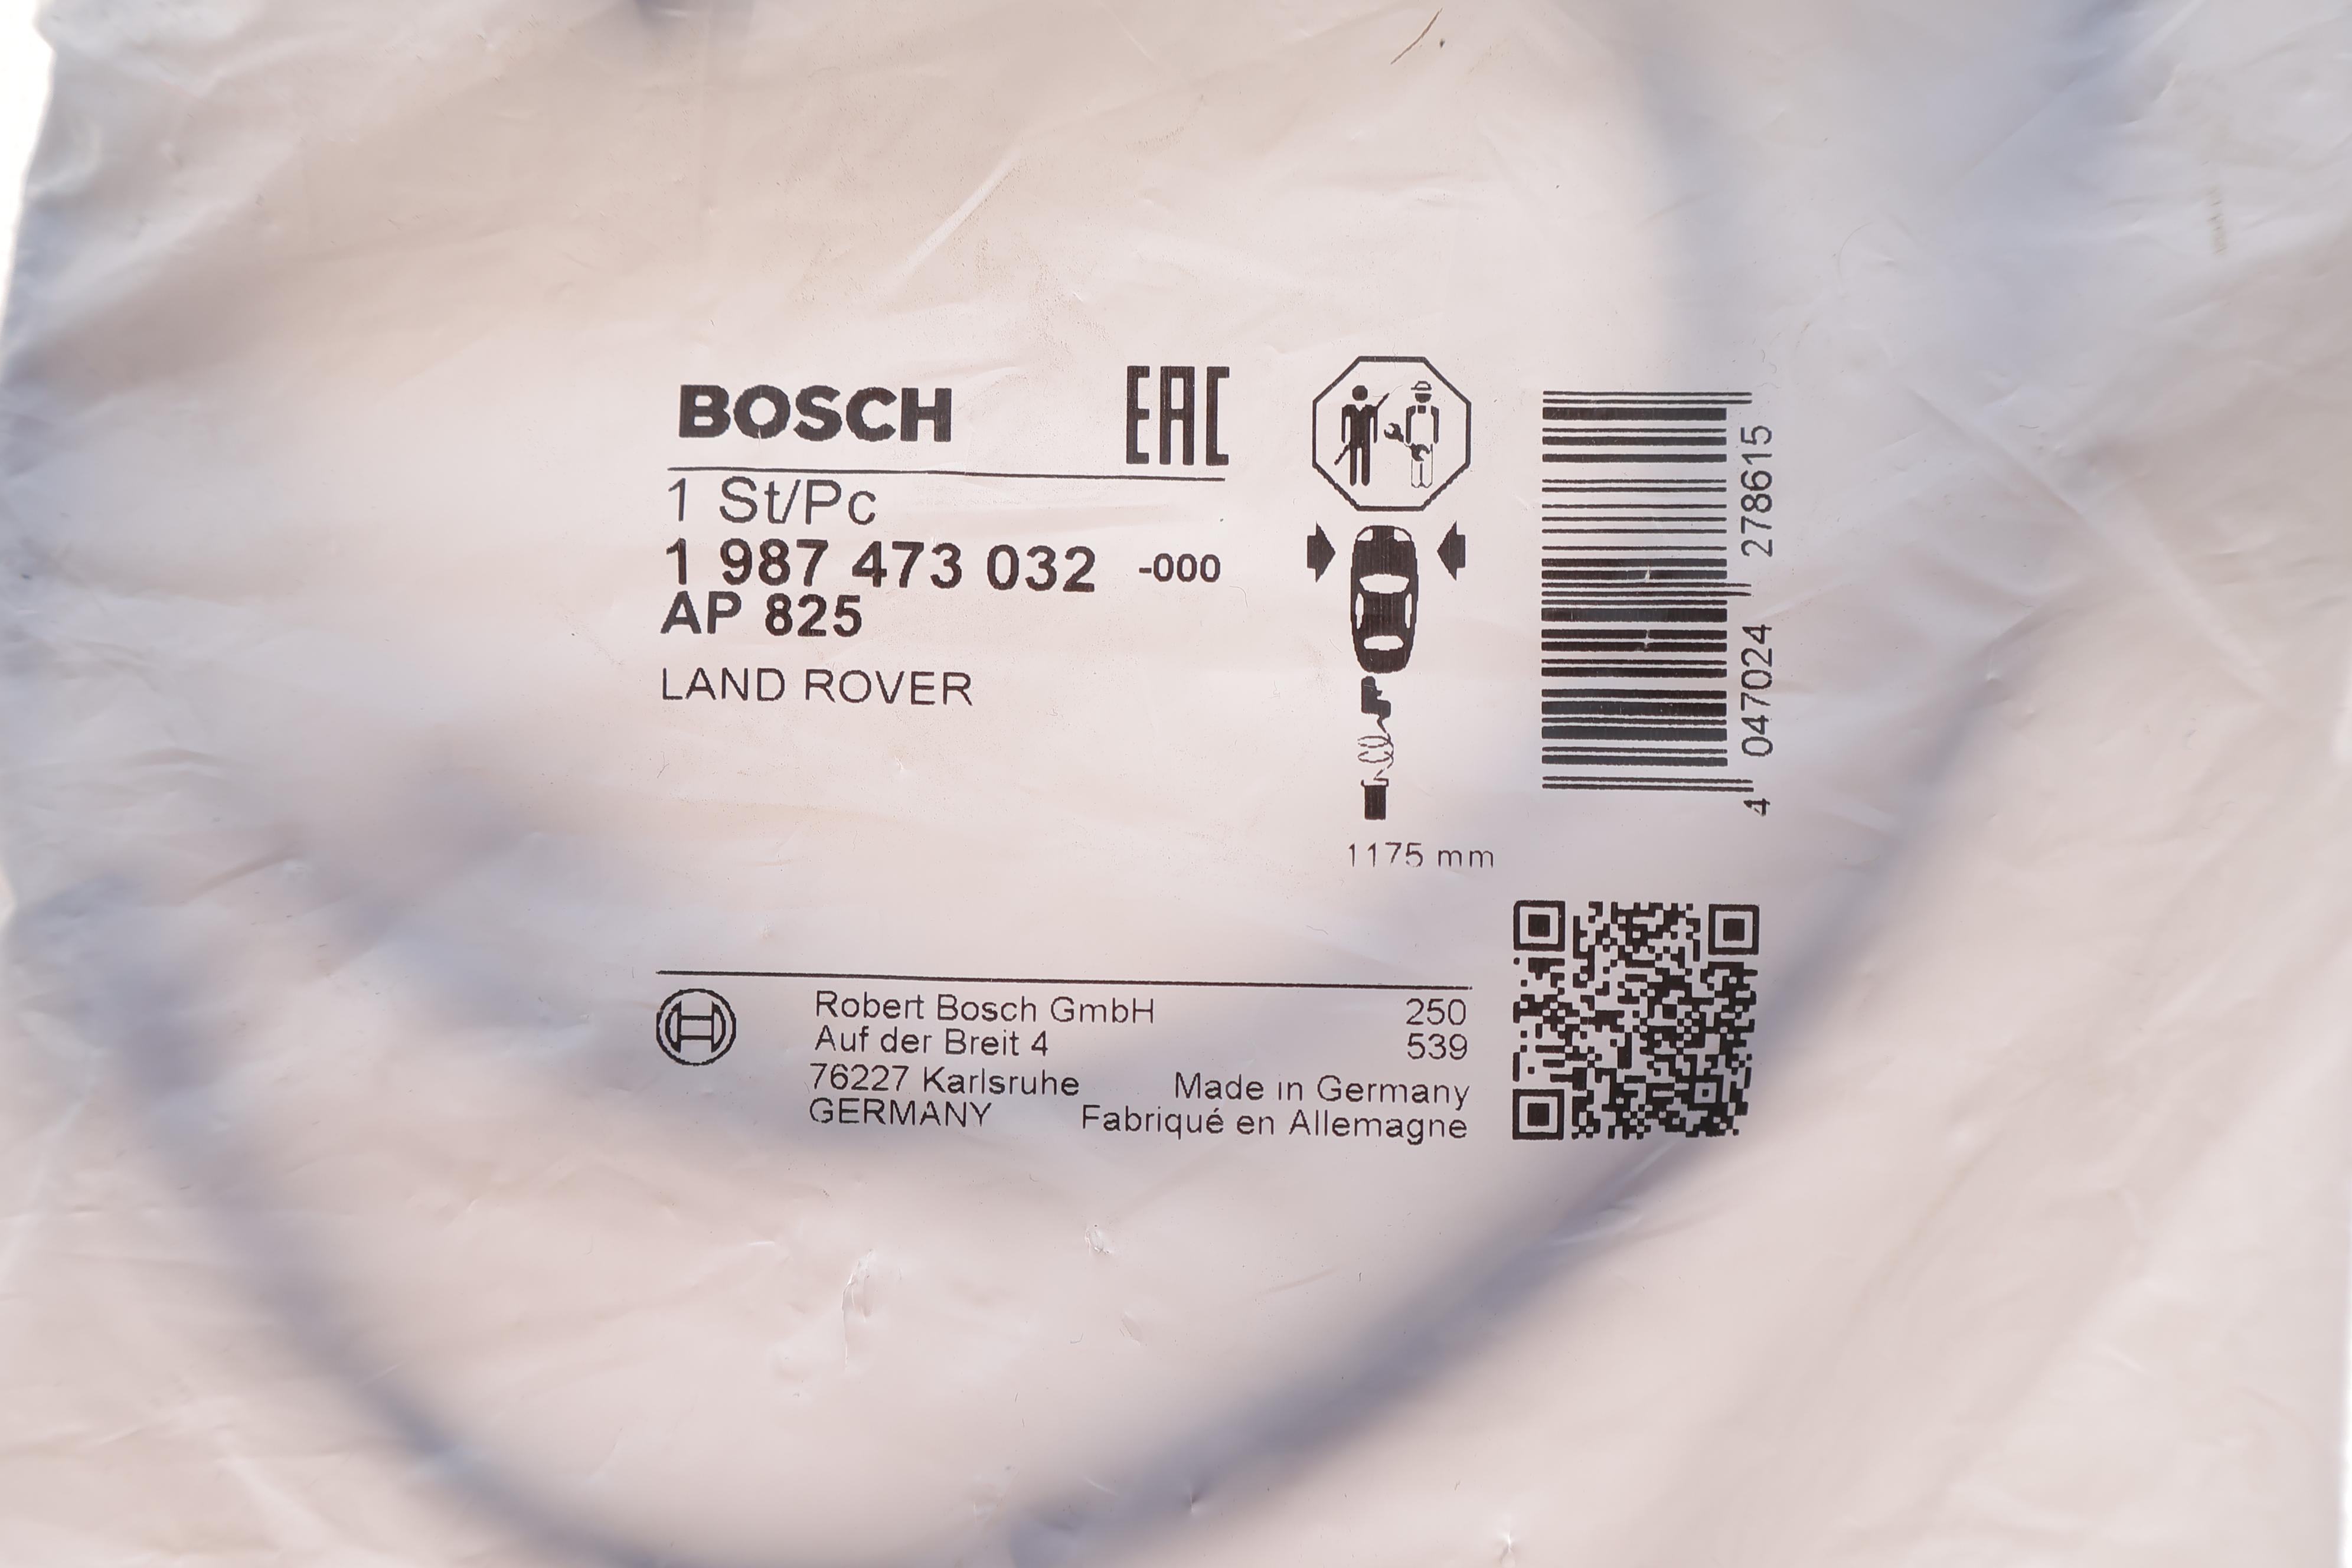 BOSCH
EAC
1 St/Pc
1 987 473 032 -000
AP 825
LAND ROVER
1175 mm
4 047024 278615
Robert Bosch GmbH
Auf der Breit 4
76227 Karlsruhe
GERMANY
250
539
Made in Germany
Fabriqué en Allemagne